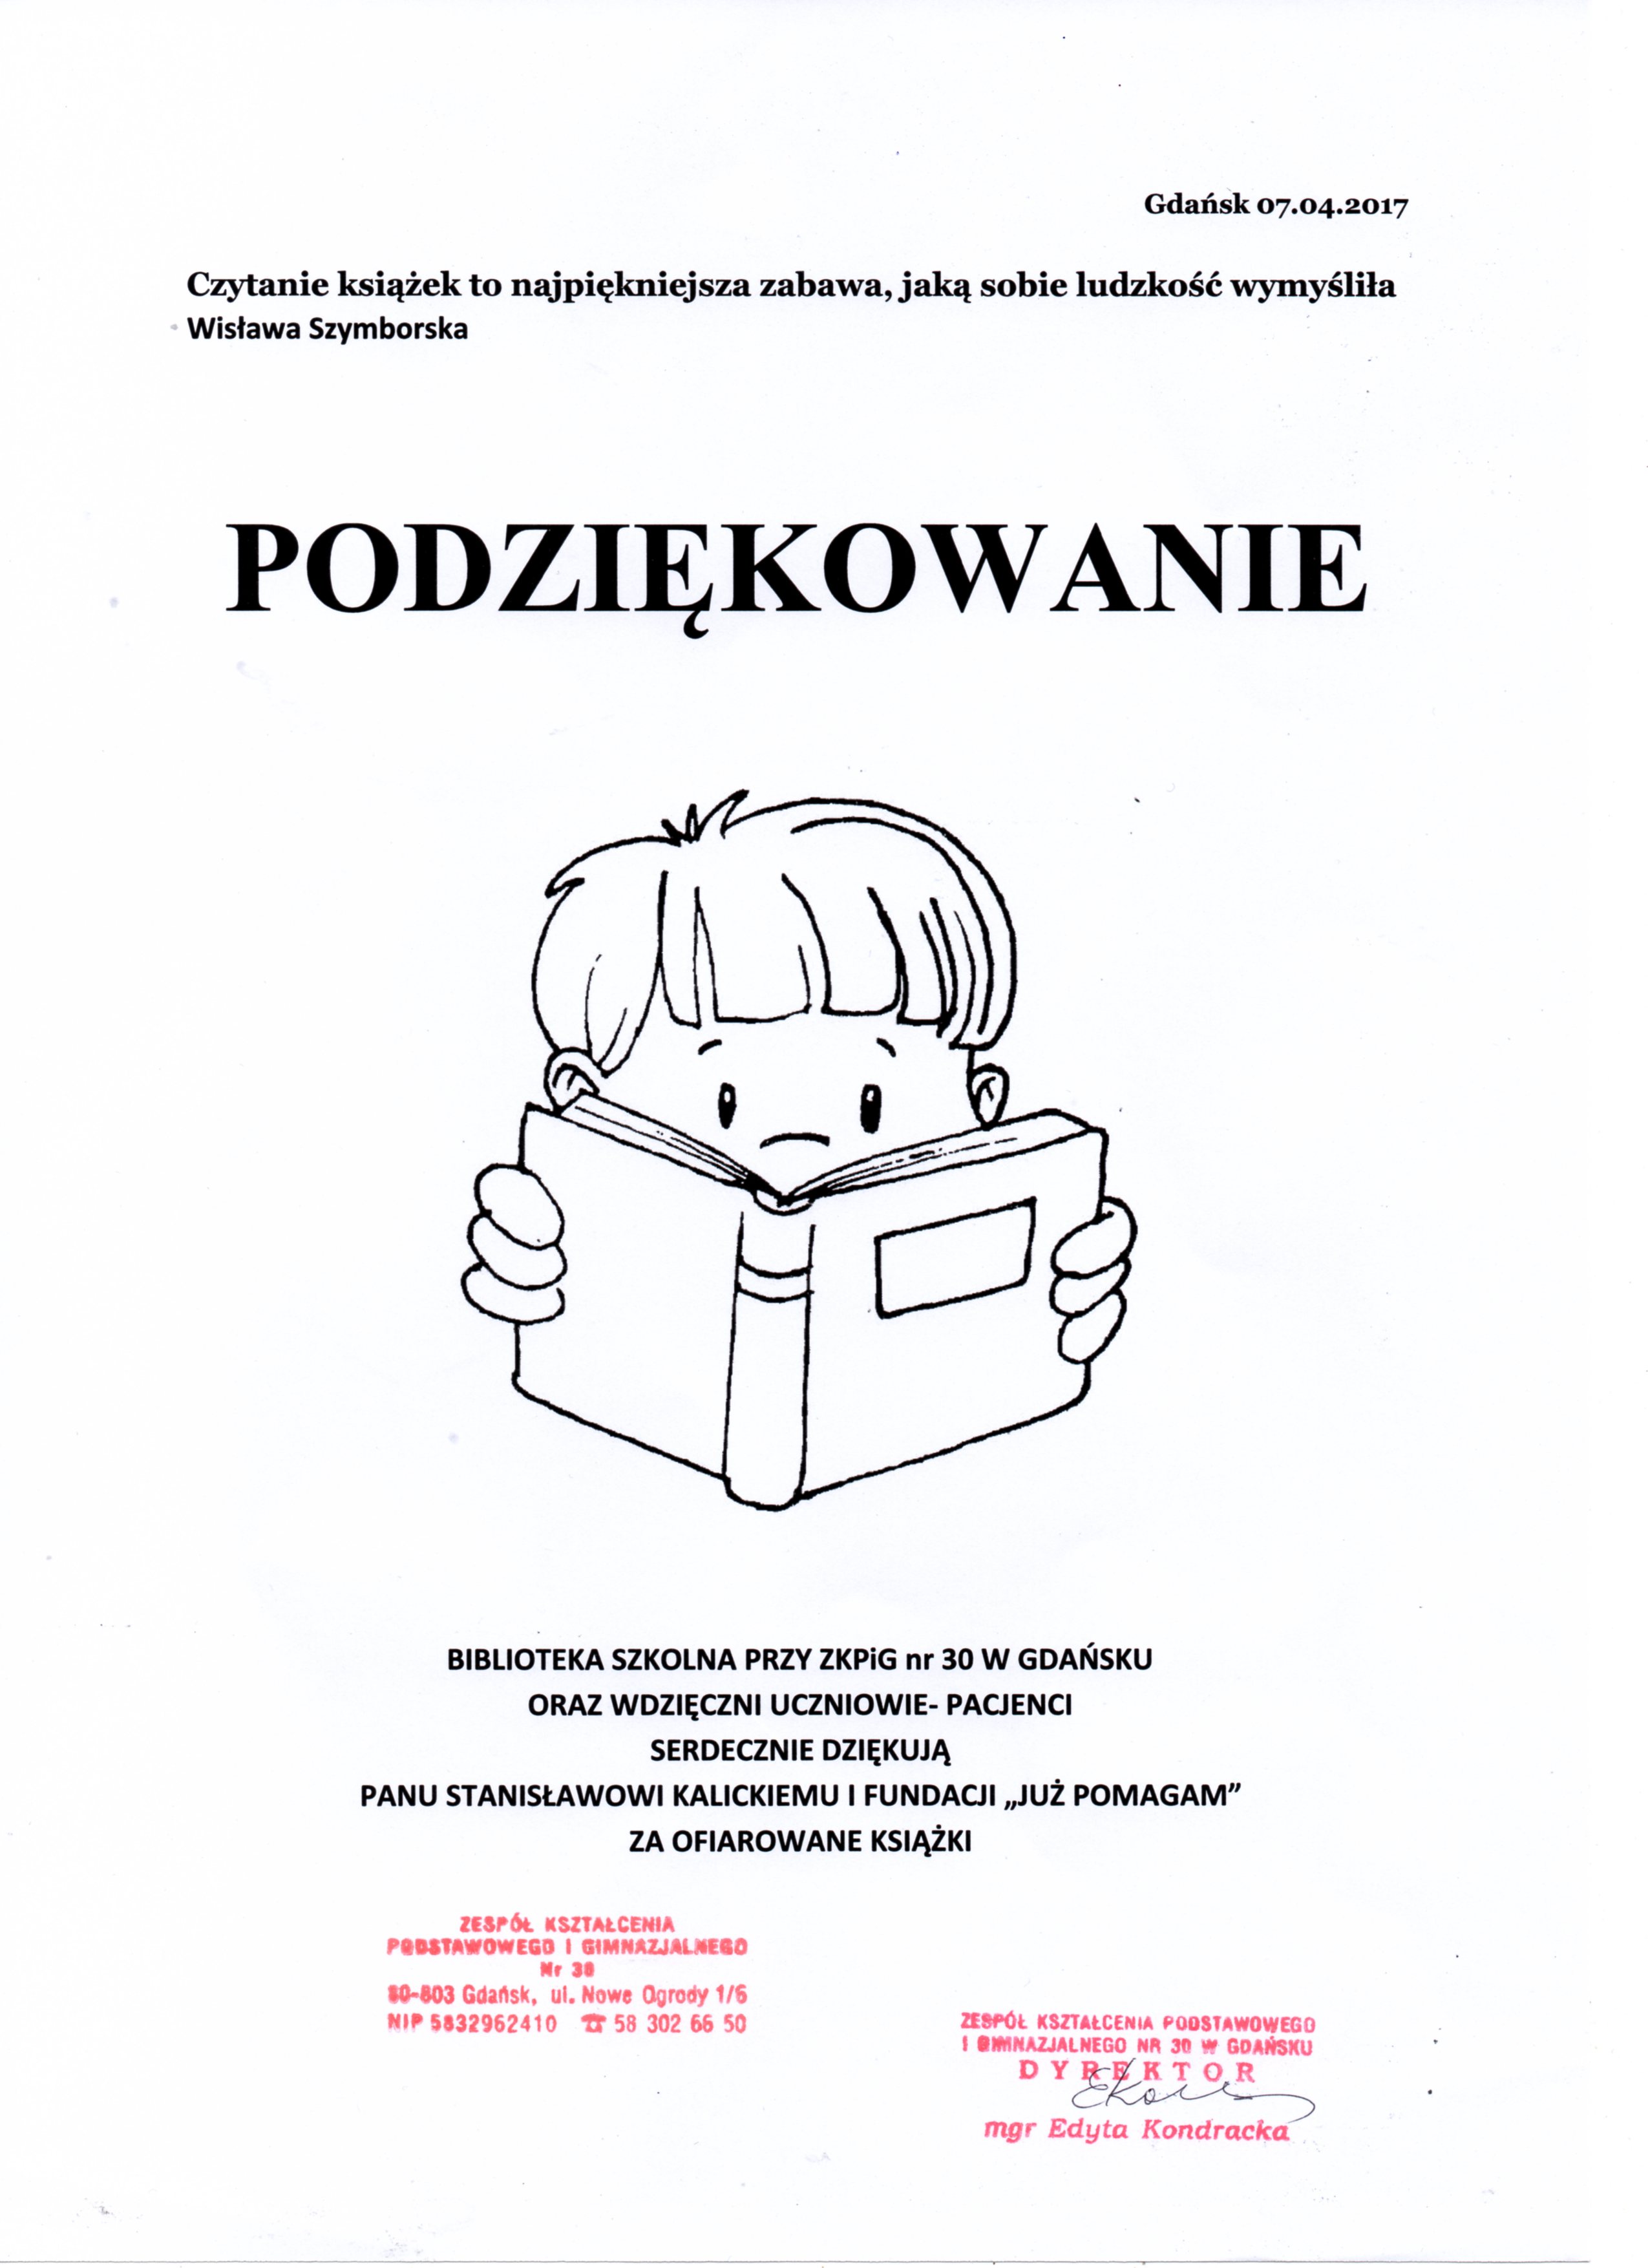 Gdańsk 07.04.2017
Czytanie książek to najpiękniejsza zabawa, jaką sobie ludzkość wymyśliła
Wisława Szymborska
PODZIĘKOWANIE
BIBLIOTEKA SZKOLNA PRZY ZKPiG nr 30 W GDAŃSKU
ORAZ WDZIĘCZNI UCZNIOWIE- PACJENCI
SERDECZNIE DZIĘKUJĄ
PANU STANISŁAWOWI KALICKIEMU I FUNDACJI „JUŻ POMAGAM”
ZA OFIAROWANE KSIĄŻKI
ZESPÓŁ KSZTAŁCENIA
PODSTAWOWEGO I GIMNAZJALNEGO
Nr 30
80-803 Gdańsk, ul. Nowe Ogrody 1/6
NIP 5832962410 ☎ 58 302 66 50
ZESPÓŁ KSZTAŁCENIA PODSTAWOWEGO
I GIMNAZJALNEGO NR 30 W GDAŃSKU
DYREKTOR
mgr Edyta Kondracka